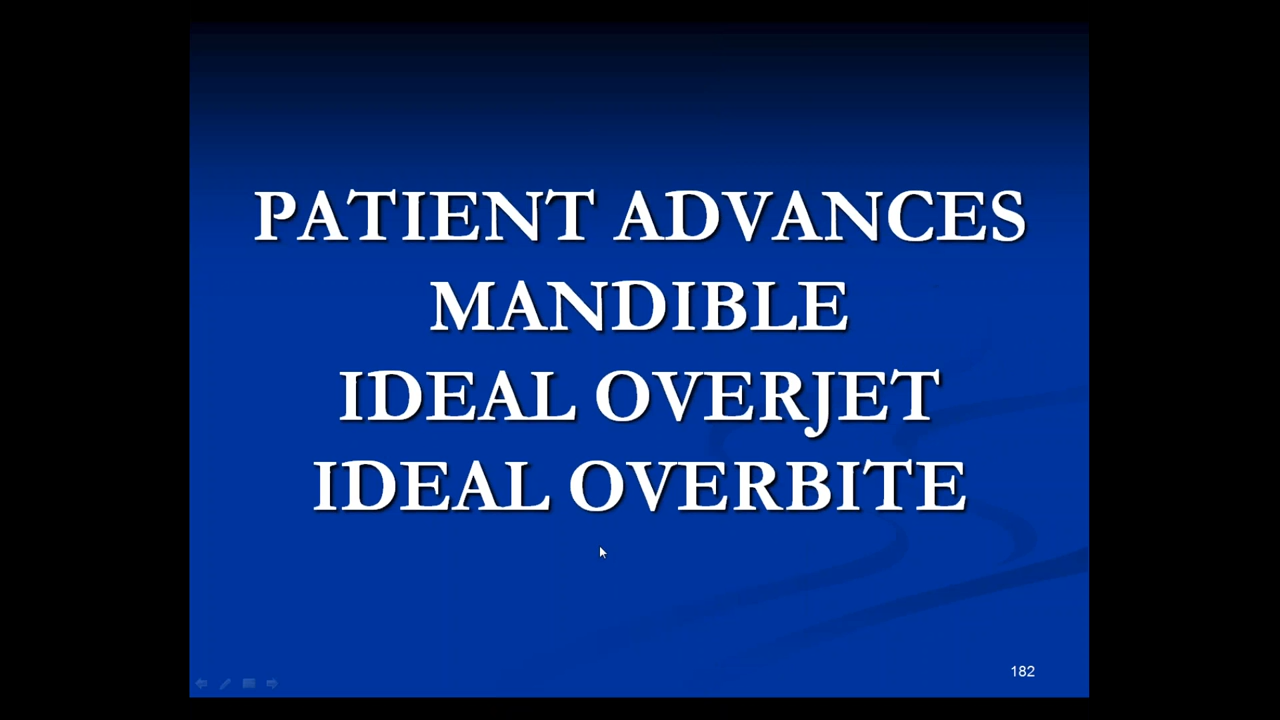 PATIENT ADVANCES
MANDIBLE
IDEAL OVERJET
IDEAL OVERBITE
182